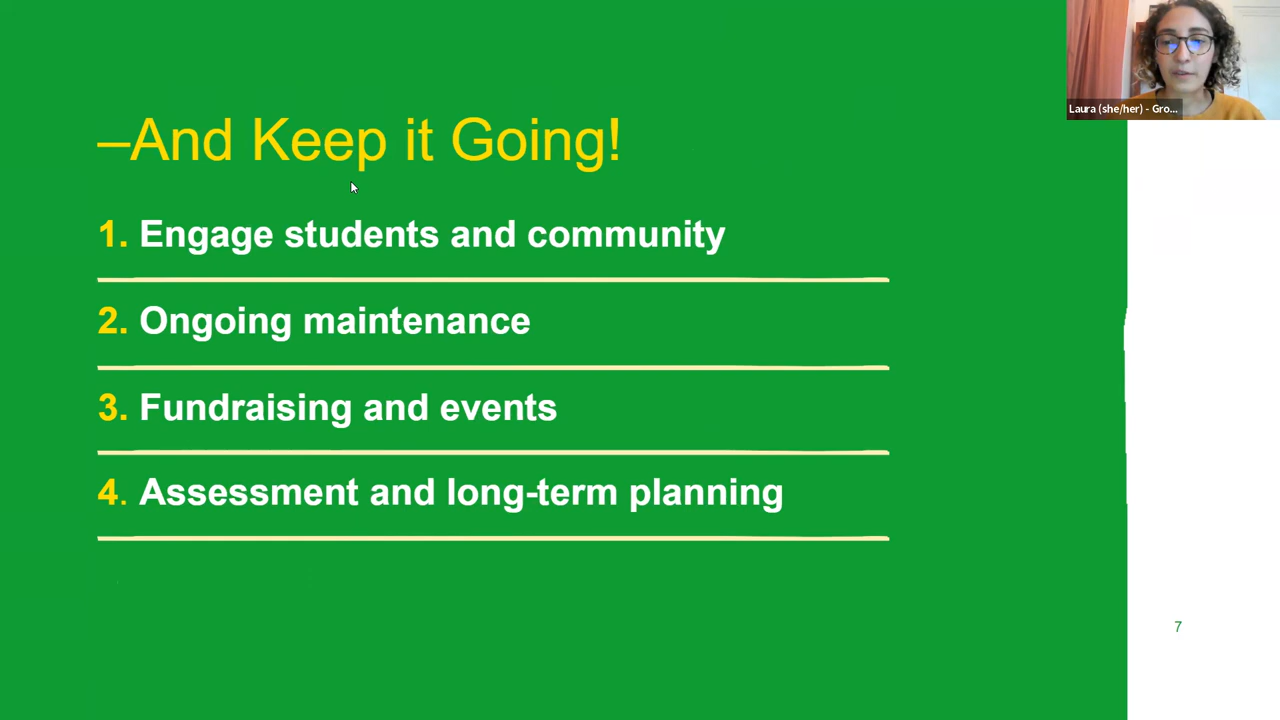 Laura (she/her) - Gro...
–And Keep it Going!
1. Engage students and community
2. Ongoing maintenance
3. Fundraising and events
4. Assessment and long-term planning
7